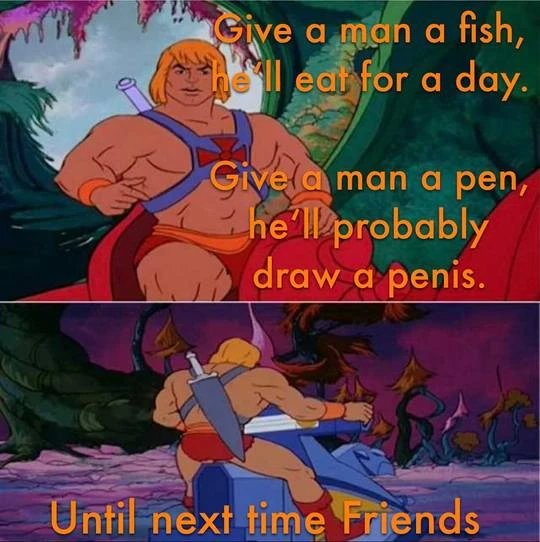 Give a man a fish,
he'll eat for a day.
Give a man a pen,
he'll probably
draw a penis.
Until next time Friends